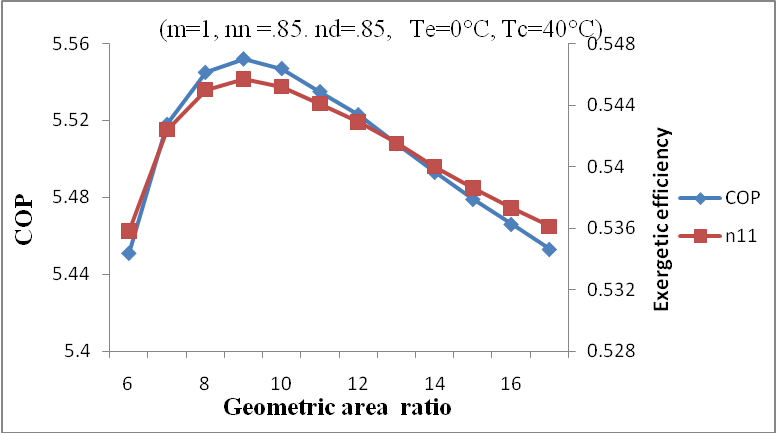 (m=1, nn =.85. nd=.85, Te=0°C, Tc=40°C)
5.56
5.52
5.48
5.44
5.4
COP
0.548
0.544
0.54
0.536
0.532
0.528
Exergetic efficiency
COP
n11
6 8 10 12 14 16
Geometric area ratio